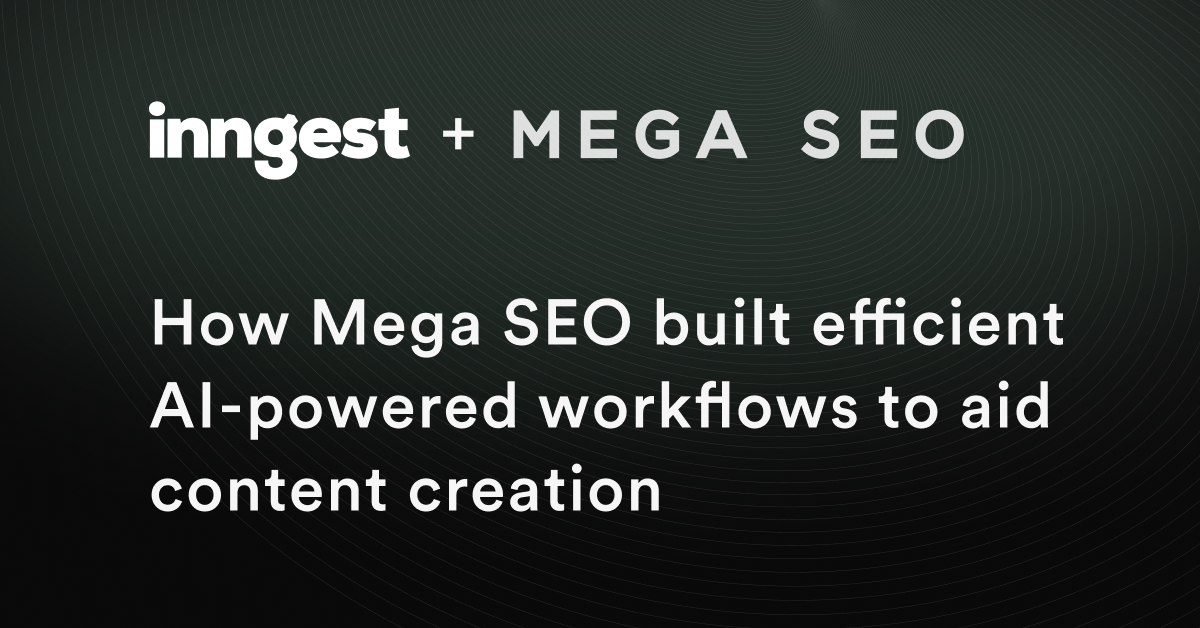 inngest + MEGA SEO
How Mega SEO built efficient
AI-powered workflows to aid
content creation